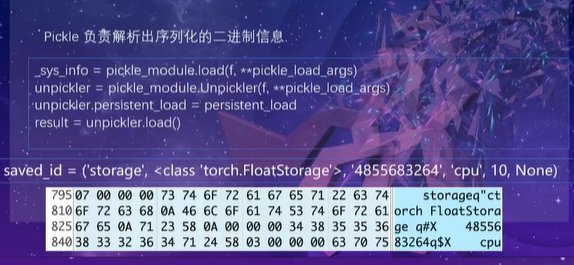 Pickle 负责解析出序列化的二进制信息
_sys_info = pickle_module.load(f, **pickle_load_args)
unpickler = pickle_module.Unpickler(f, **pickle_load_args)
unpickler.persistent_load = persistent_load
result = unpickler.load()
saved_id = ('storage', <class 'torch.FloatStorage'>, '4855683264', 'cpu', 10, None)
795 07 00 00 00 73 74 6F 72 61 67 65 71 22 63 74 storageq"ct
810 6F 72 63 68 0A 46 6C 6F 61 74 53 74 6F 72 61 orch FloatStora
825 67 65 0A 71 23 58 0A 00 00 00 34 38 35 35 36 ge q#X 48556
840 38 33 32 36 34 71 24 58 03 00 00 00 63 70 75 83264q$X cpu